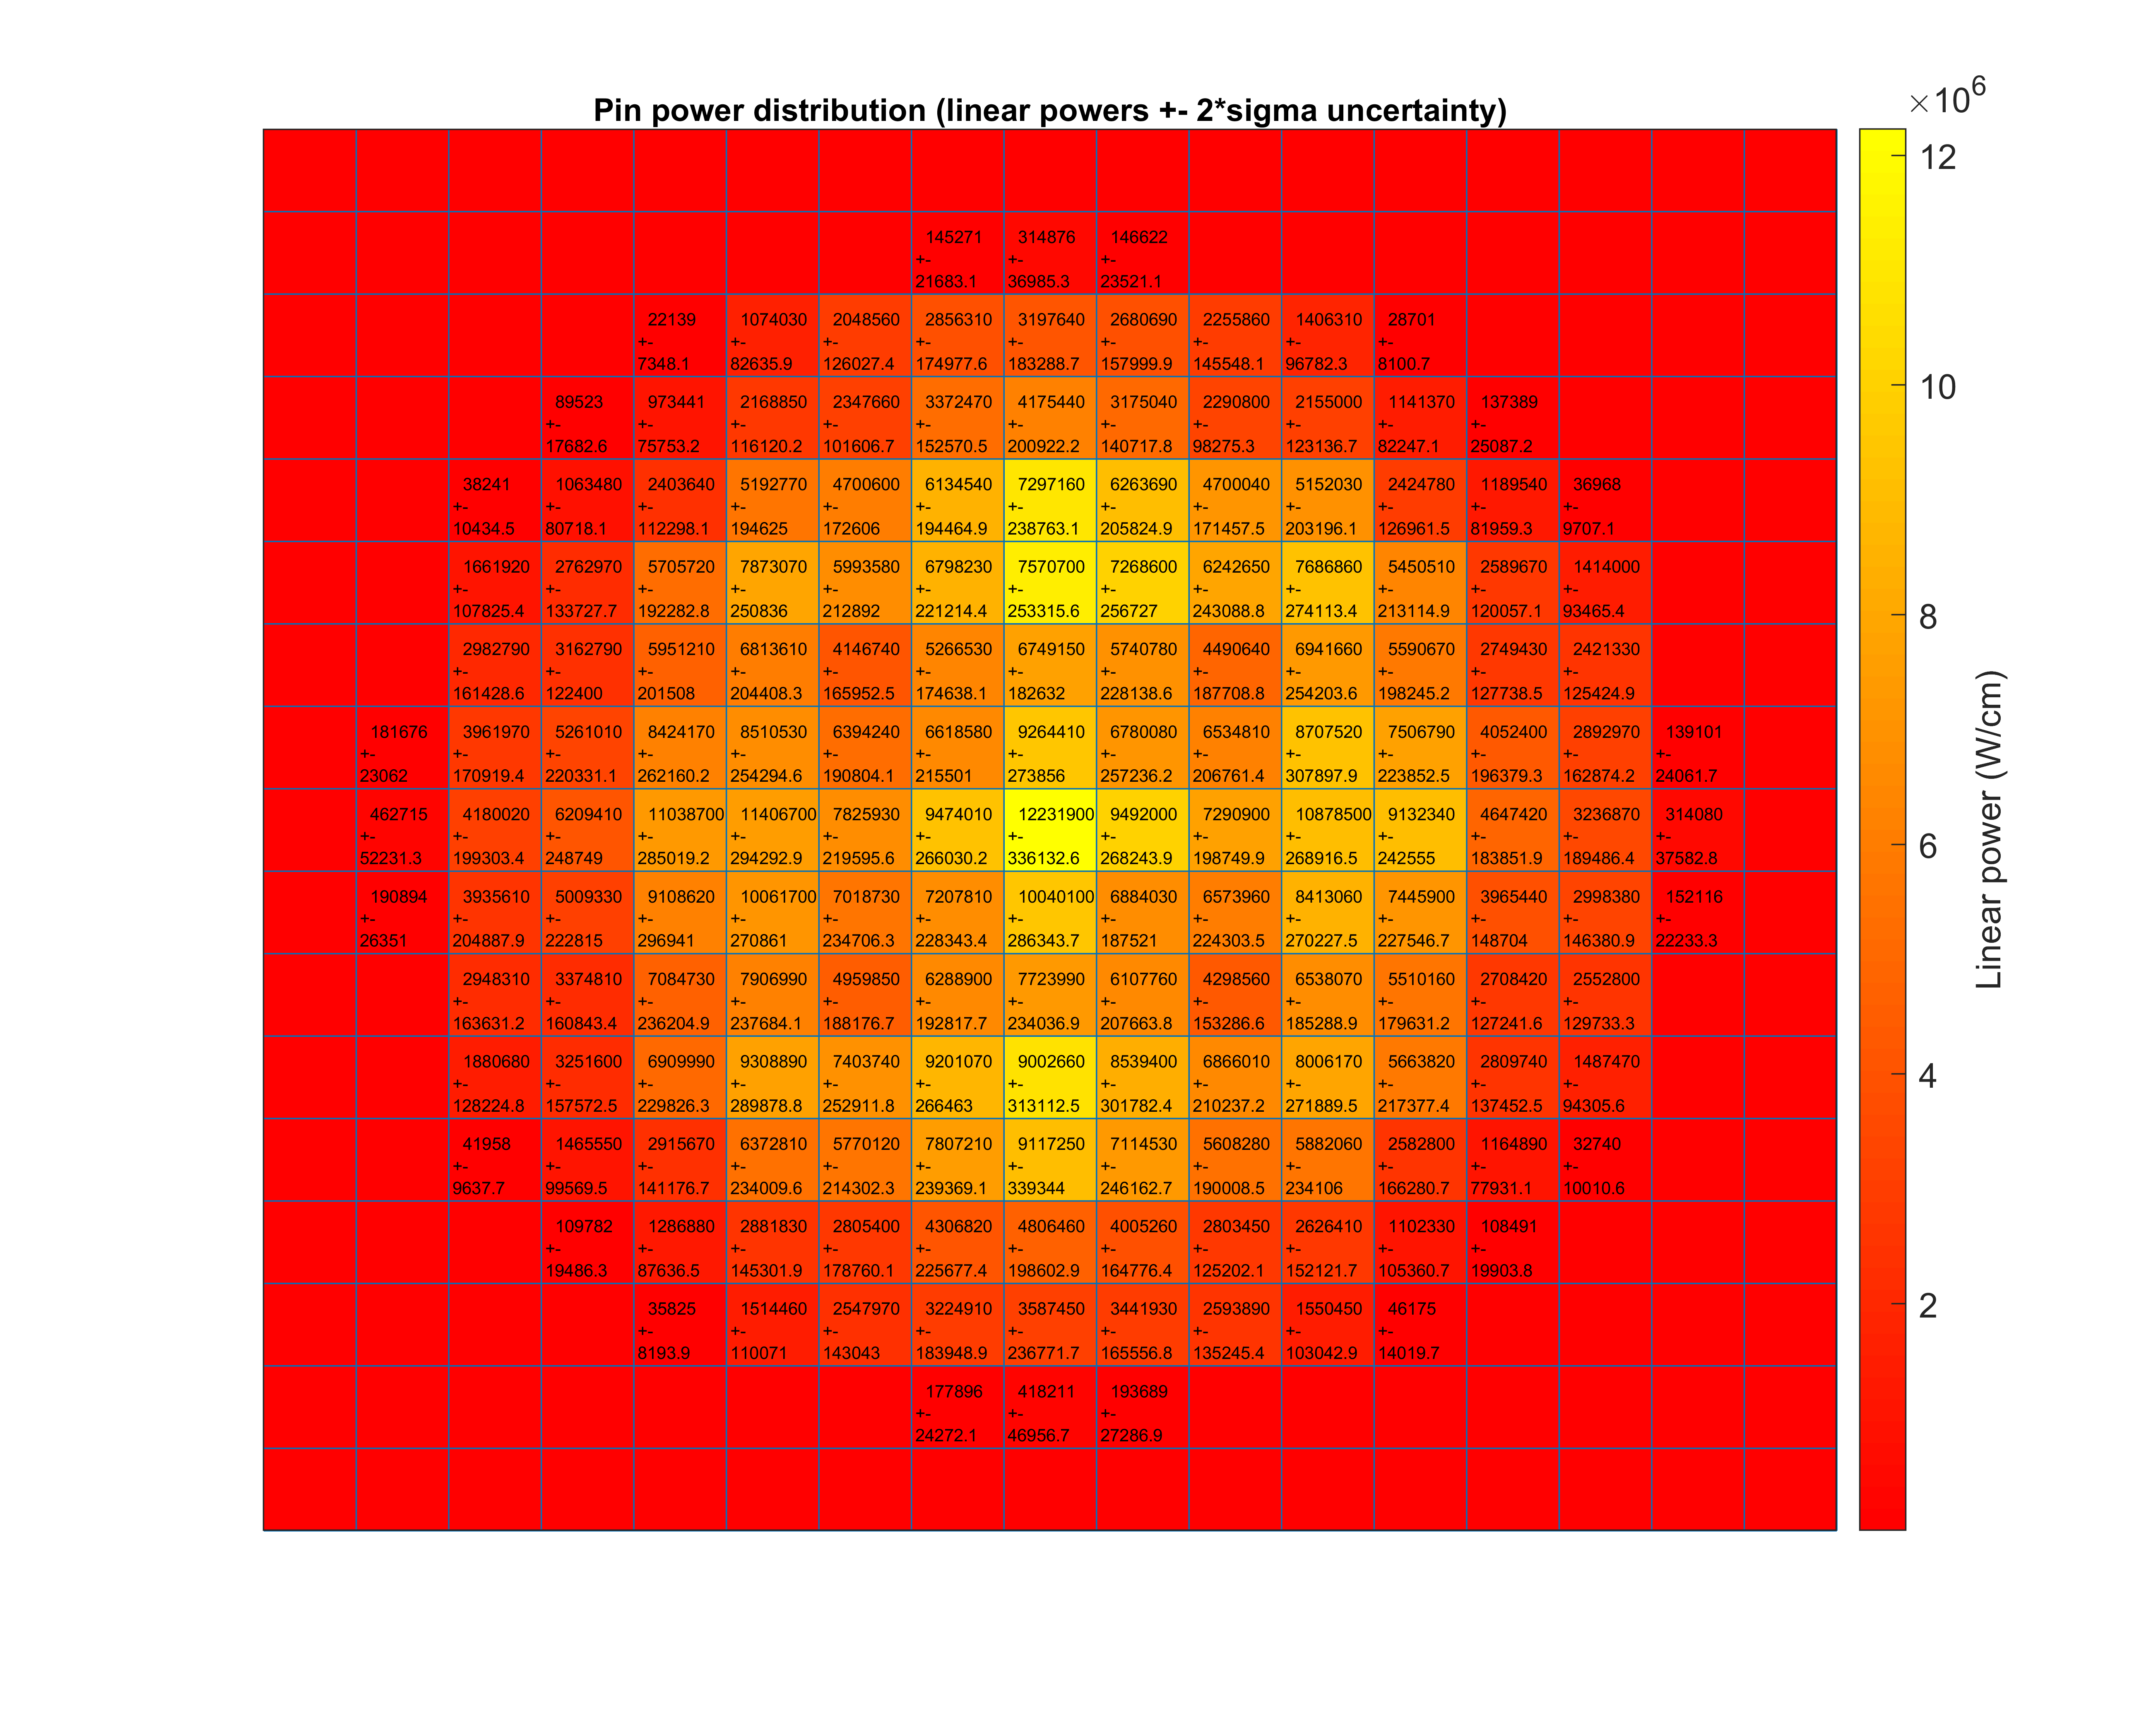 ×10^6
Pin power distribution (linear powers +- 2*sigma uncertainty)
12
145271 314876 146622
+- +- +-
21683.1 36985.3 23521.1
22139 1074030 2048560 2856310 3197640 2680690 2255860 1406310 28701
+- +- +- +- +- +- +- +- +-
7348.1 82635.9 126027.4 174977.6 183288.7 157999.9 145548.1 96782.3 8100.7
10
89523 973441 2168850 2347660 3372470 4175440 3175040 2290800 2155000 1141370 137389
+- +- +- +- +- +- +- +- +- +- +-
17682.6 75753.2 116120.2 101606.7 152570.5 200922.2 140717.8 98275.3 123136.7 82247.1 25087.2
38241 1063480 2403640 5192770 4700600 6134540 7297160 6263690 4700040 5152030 2424780 1189540 36968
+- +- +- +- +- +- +- +- +- +- +- +- +-
10434.5 80718.1 112298.1 194625 172606 194464.9 238763.1 205824.9 171457.5 203196.1 126961.5 81959.3 9707.1
1661920 2762970 5705720 7873070 5993580 6798230 7570700 7268600 6242650 7686860 5450510 2589670 1414000
+- +- +- +- +- +- +- +- +- +- +- +- +-
107825.4 133727.7 192282.8 250836 212892 221214.4 253315.6 256727 243088.8 274113.4 213114.9 120057.1 93465.4
8
2982790 3162790 5951210 6813610 4146740 5266530 6749150 5740780 4490640 6941660 5590670 2749430 2421330
+- +- +- +- +- +- +- +- +- +- +- +- +-
161428.6 122400 201508 204408.3 165952.5 174638.1 182632 228138.6 187708.8 254203.6 198245.2 127738.5 125424.9
181676 3961970 5261010 8424170 8510530 6394240 6618580 9264410 6780080 6534810 8707520 7506790 4052400 2892970 139101
+- +- +- +- +- +- +- +- +- +- +- +- +- +- +-
23062 170919.4 220331.1 262160.2 254294.6 190804.1 215501 273856 257236.2 206761.4 307897.9 223852.5 196379.3 162874.2 24061.7
Linear power (W/cm)
462715 4180020 6209410 11038700 11406700 7825930 9474010 12231900 9492000 7290900 10878500 9132340 4647420 3236870 314080
+- +- +- +- +- +- +- +- +- +- +- +- +- +- +-
52231.3 199303.4 248749 285019.2 294292.9 219595.6 266030.2 336132.6 268243.9 198749.9 268916.5 242555 183851.9 189486.4 37582.8
6
190894 3935610 5009330 9108620 10061700 7018730 7207810 10040100 6884030 6573960 8413060 7445900 3965440 2998380 152116
+- +- +- +- +- +- +- +- +- +- +- +- +- +- +-
26351 204887.9 222815 296941 270861 234706.3 228343.4 286343.7 187521 224303.5 270227.5 227546.7 148704 146380.9 22233.3
2948310 3374810 7084730 7906990 4959850 6288900 7723990 6107760 4298560 6538070 5510160 2708420 2552800
+- +- +- +- +- +- +- +- +- +- +- +- +-
163631.2 160843.4 236204.9 237684.1 188176.7 192817.7 234036.9 207663.8 153286.6 185288.9 179631.2 127241.6 129733.3
1880680 3251600 6909990 9308890 7403740 9201070 9002660 8539400 6866010 8006170 5663820 2809740 1487470
+- +- +- +- +- +- +- +- +- +- +- +- +-
128224.8 157572.5 229826.3 289878.8 252911.8 266463 313112.5 301782.4 210237.2 271889.5 217377.4 137452.5 94305.6
4
41958 1465550 2915670 6372810 5770120 7807210 9117250 7114530 5608280 5882060 2582800 1164890 32740
+- +- +- +- +- +- +- +- +- +- +- +- +-
9637.7 99569.5 141176.7 234009.6 214302.3 239369.1 339344 246162.7 190008.5 234106 166280.7 77931.1 10010.6
109782 1286880 2881830 2805400 4306820 4806460 4005260 2803450 2626410 1102330 108491
+- +- +- +- +- +- +- +- +- +- +-
19486.3 87636.5 145301.9 178760.1 225677.4 198602.9 164776.4 125202.1 152121.7 105360.7 19903.8
2
35825 1514460 2547970 3224910 3587450 3441930 2593890 1550450 46175
+- +- +- +- +- +- +- +- +-
8193.9 110071 143043 183948.9 236771.7 165556.8 135245.4 103042.9 14019.7
177896 418211 193689
+- +- +-
24272.1 46956.7 27286.9